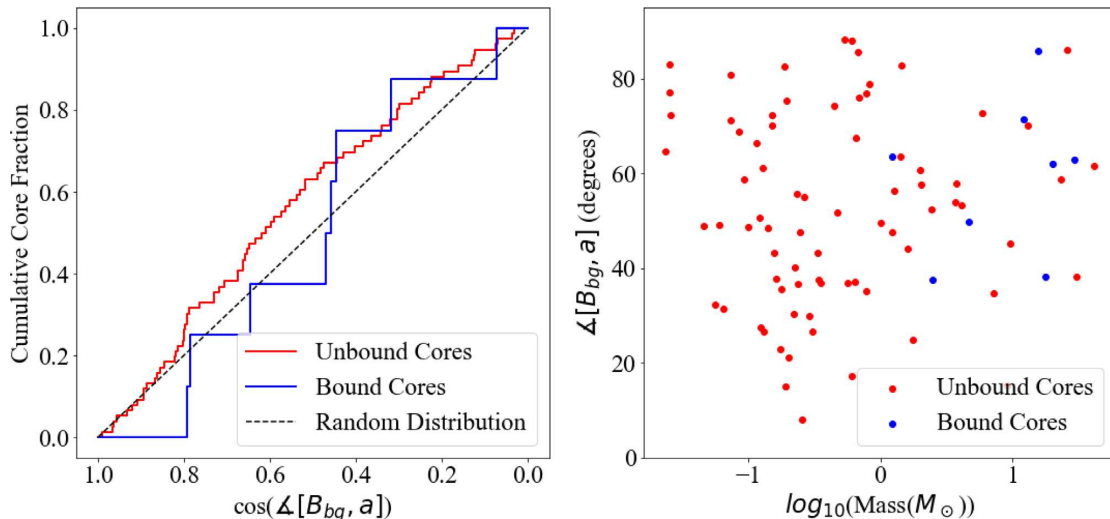 Cumulative Core Fraction
1.0
0.8
0.6
0.4
0.2
0.0
Unbound Cores
Bound Cores
Random Distribution
1.0 0.8 0.6 0.4 0.2 0.0
cos(∡[B_bg, a])
∡[B_bg, a] (degrees)
80
60
40
20
0
Unbound Cores
Bound Cores
−1 0 1
log₁₀(Mass(M⊙))